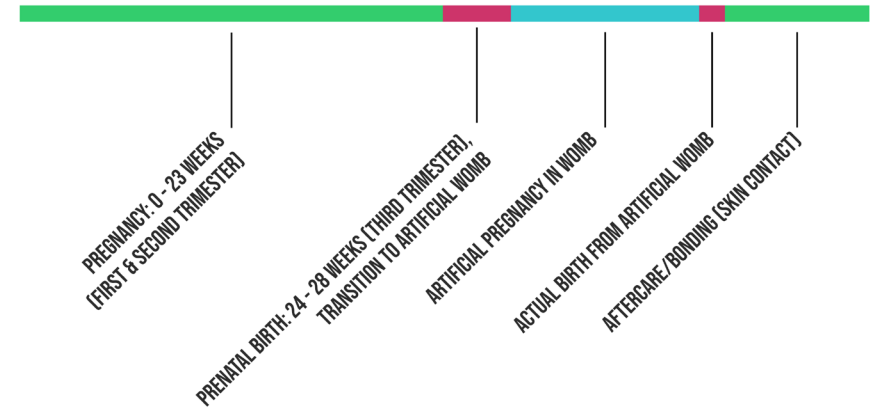 PREGNANCY: 0 - 23 WEEKS
(FIRST & SECOND TRIMESTER)
PRENATAL BIRTH: 24 - 28 WEEKS (THIRD TRIMESTER),
TRANSITION TO ARTIFICIAL WOMB
ARTIFICIAL PREGNANCY IN WOMB
ACTUAL BIRTH FROM ARTIFICIAL WOMB
AFTERCARE/BONDING (SKIN CONTACT)